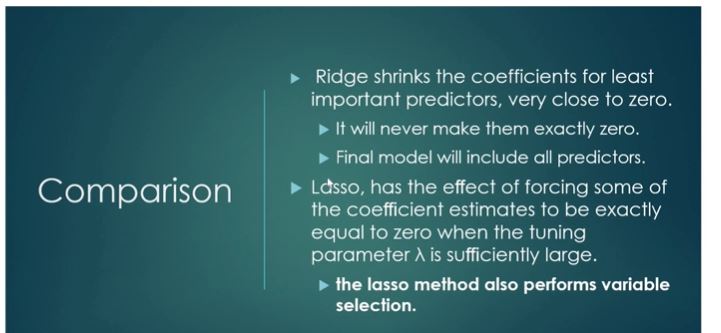 Comparison
Ridge shrinks the coefficients for least
important predictors, very close to zero.
It will never make them exactly zero.
Final model will include all predictors.
Lasso, has the effect of forcing some of
the coefficient estimates to be exactly
equal to zero when the tuning
parameter λ is sufficiently large.
the lasso method also performs variable
selection.